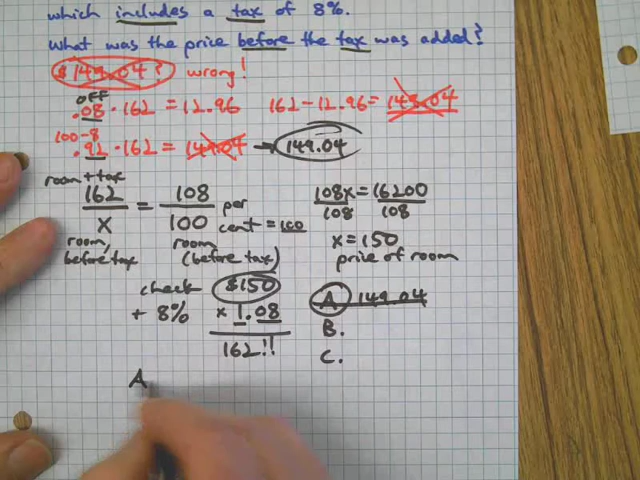 which includes a tax of 8%.
What was the price before the tax was added?
$149.04? wrong!
OFF
.08 · 162 = 12.96 162 - 12.96 = 149.04
100-8
.92 · 162 = 149.04 → 149.04
room + tax
162 / x = 108 / 100 per cent = 100
108x = 16200
108 108
room, before tax
room (before tax)
x = 150
price of room
check $150
+ 8% × 1.08
162!!
A 149.04
B.
C.
A